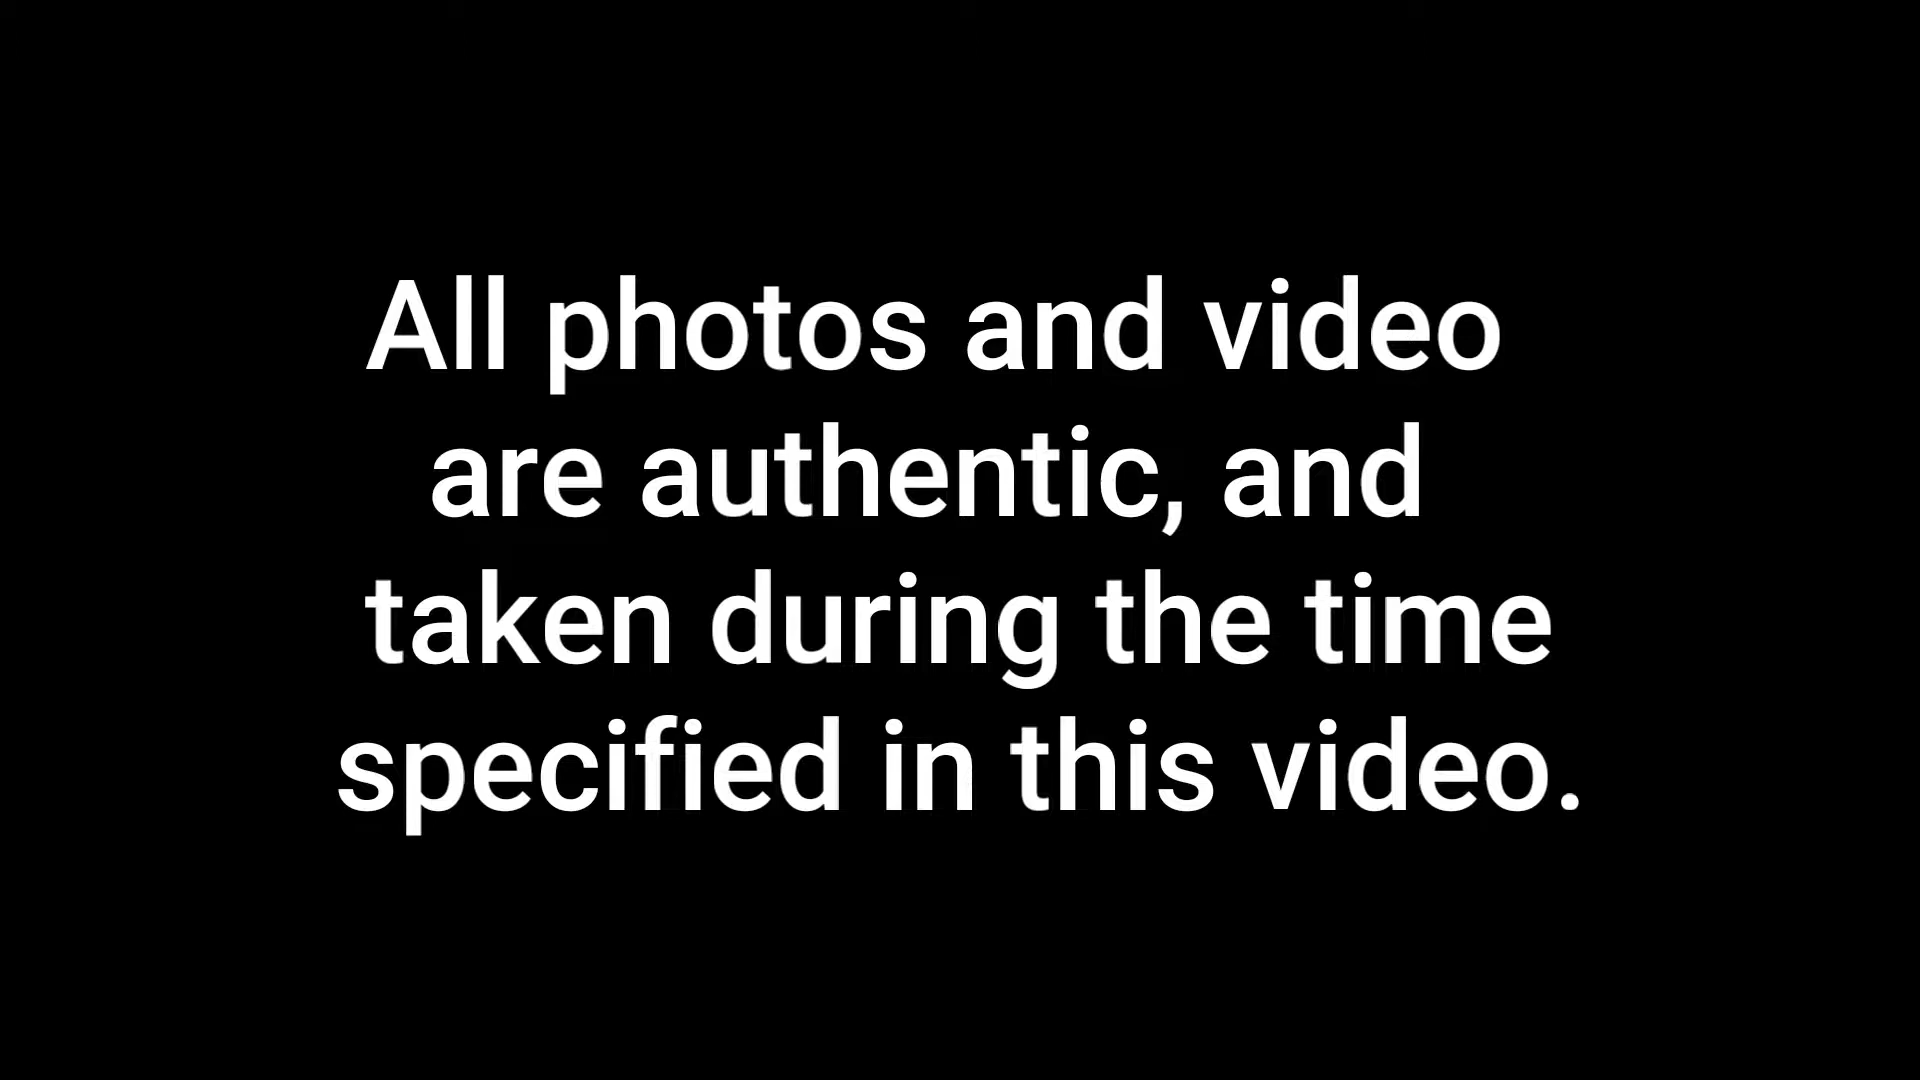 All photos and video
are authentic, and
taken during the time
specified in this video.